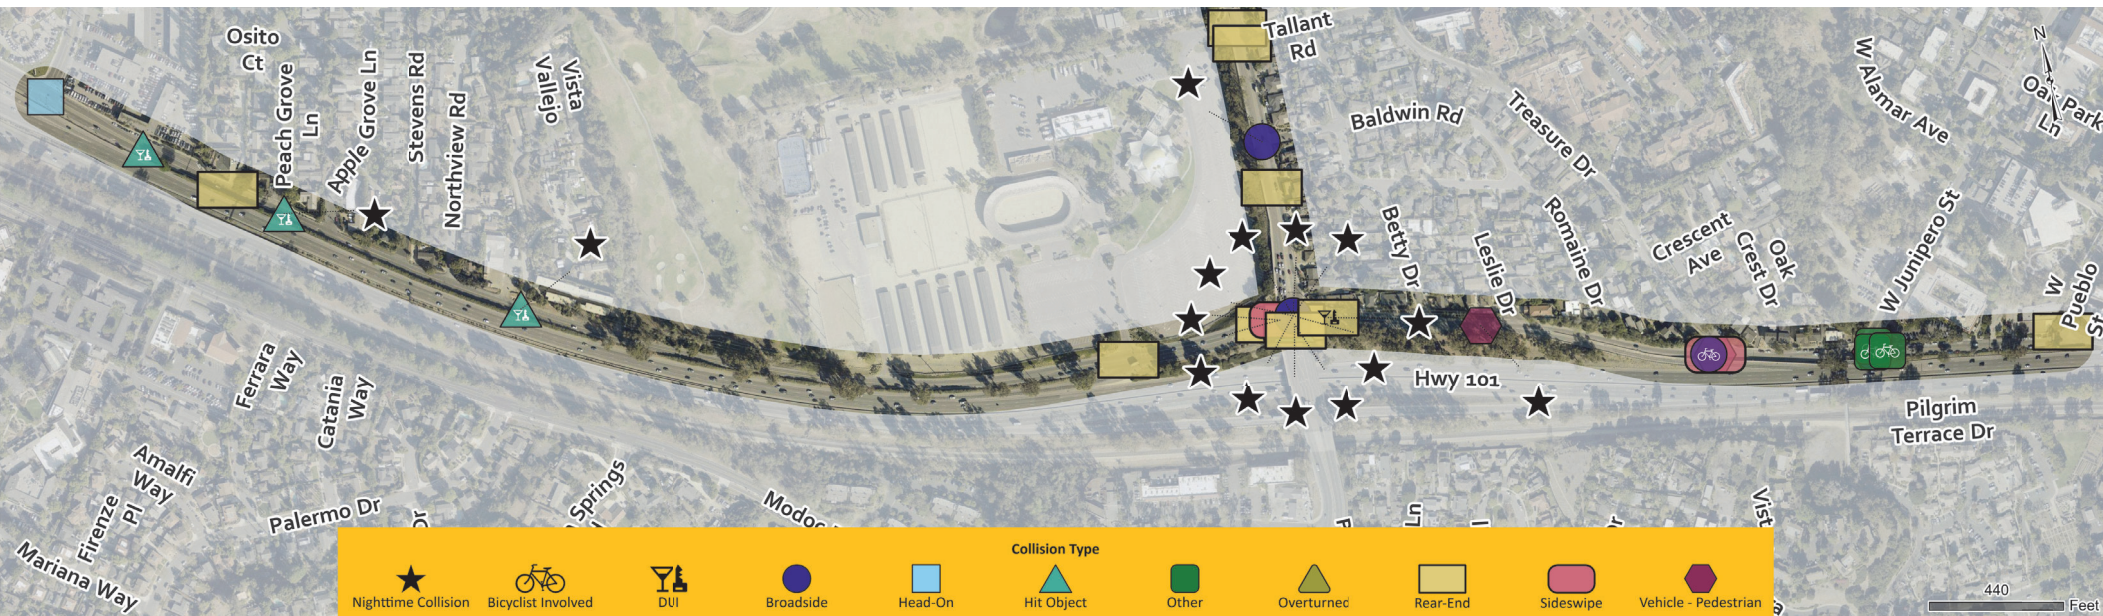 Osito
Ct
Peach Grove
Ln
Apple Grove Ln
Stevens Rd
Northview Rd
Vista
Vallejo
Tallant
Rd
Baldwin Rd
Treasure Dr
W Alamar Ave
N
Oak Park
Ln
Betty Dr
Leslie Dr
Romaine Dr
Crescent
Ave
Oak
Crest Dr
W Junipero St
W
Pueblo
St
Hwy 101
Pilgrim
Terrace Dr
Ferrara
Way
Catania
Way
Amalfi
Way
Firenze
Pl
Palermo Dr
Mariana Way
Dr
Springs
Modoc
Ln
Vist
Collision Type
Nighttime Collision
Bicyclist Involved
DUI
Broadside
Head-On
Hit Object
Other
Overturned
Rear-End
Sideswipe
Vehicle - Pedestrian
440
Feet